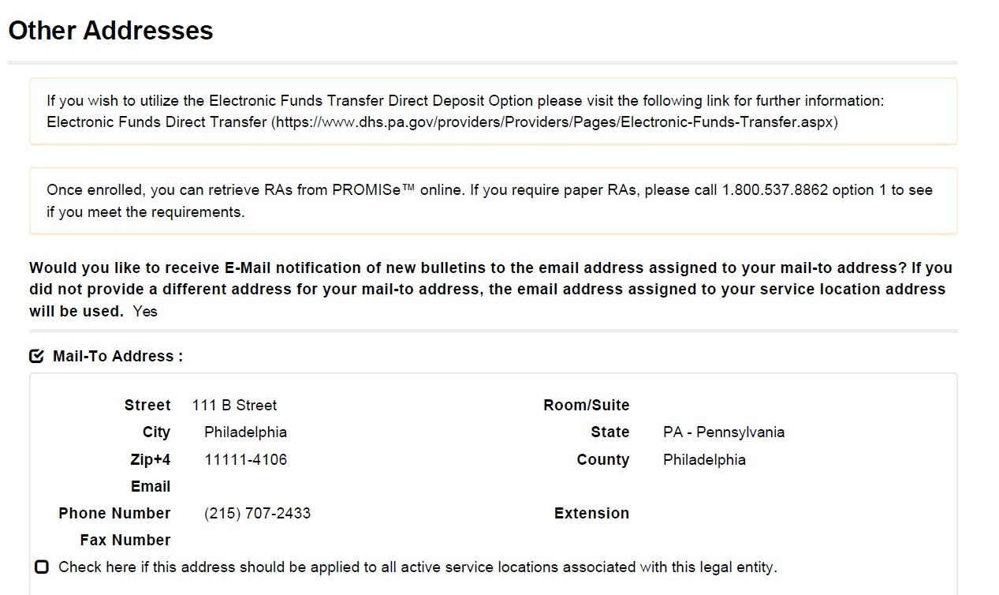 Other Addresses
If you wish to utilize the Electronic Funds Transfer Direct Deposit Option please visit the following link for further information:
Electronic Funds Direct Transfer (https://www.dhs.pa.gov/providers/Providers/Pages/Electronic-Funds-Transfer.aspx)
Once enrolled, you can retrieve RAs from PROMISe™ online. If you require paper RAs, please call 1.800.537.8862 option 1 to see
if you meet the requirements.
Would you like to receive E-Mail notification of new bulletins to the email address assigned to your mail-to address? If you
did not provide a different address for your mail-to address, the email address assigned to your service location address
will be used. Yes
Mail-To Address :
Street 111 B Street Room/Suite
City Philadelphia State PA - Pennsylvania
Zip+4 11111-4106 County Philadelphia
Email
Phone Number (215) 707-2433 Extension
Fax Number
Check here if this address should be applied to all active service locations associated with this legal entity.